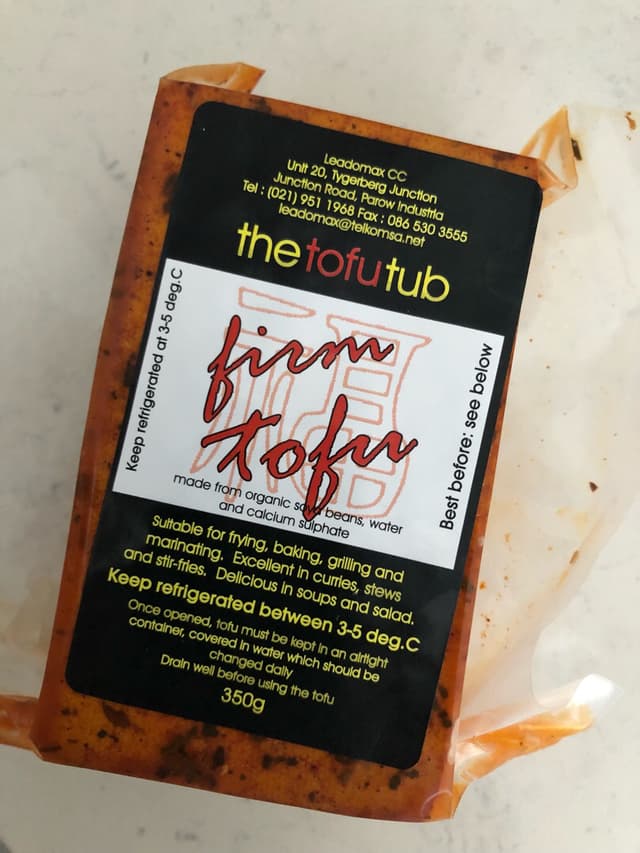 Leadomax CC
Unit 20, Tygerberg Junction
Junction Road, Parow Industria
Tel : (021) 951 1968 Fax : 086 530 3555
leadomax@telkomsa.net
thetofutub
Keep refrigerated at 3-5 deg.C
福
firm
tofu
Best before: see below
made from organic soya beans, water
and calcium sulphate
Suitable for frying, baking, grilling and
marinating. Excellent in curries, stews
and stir-fries. Delicious in soups and salad.
Keep refrigerated between 3-5 deg.C
Once opened, tofu must be kept in an airtight
container, covered in water which should be
changed daily
Drain well before using the tofu
350g